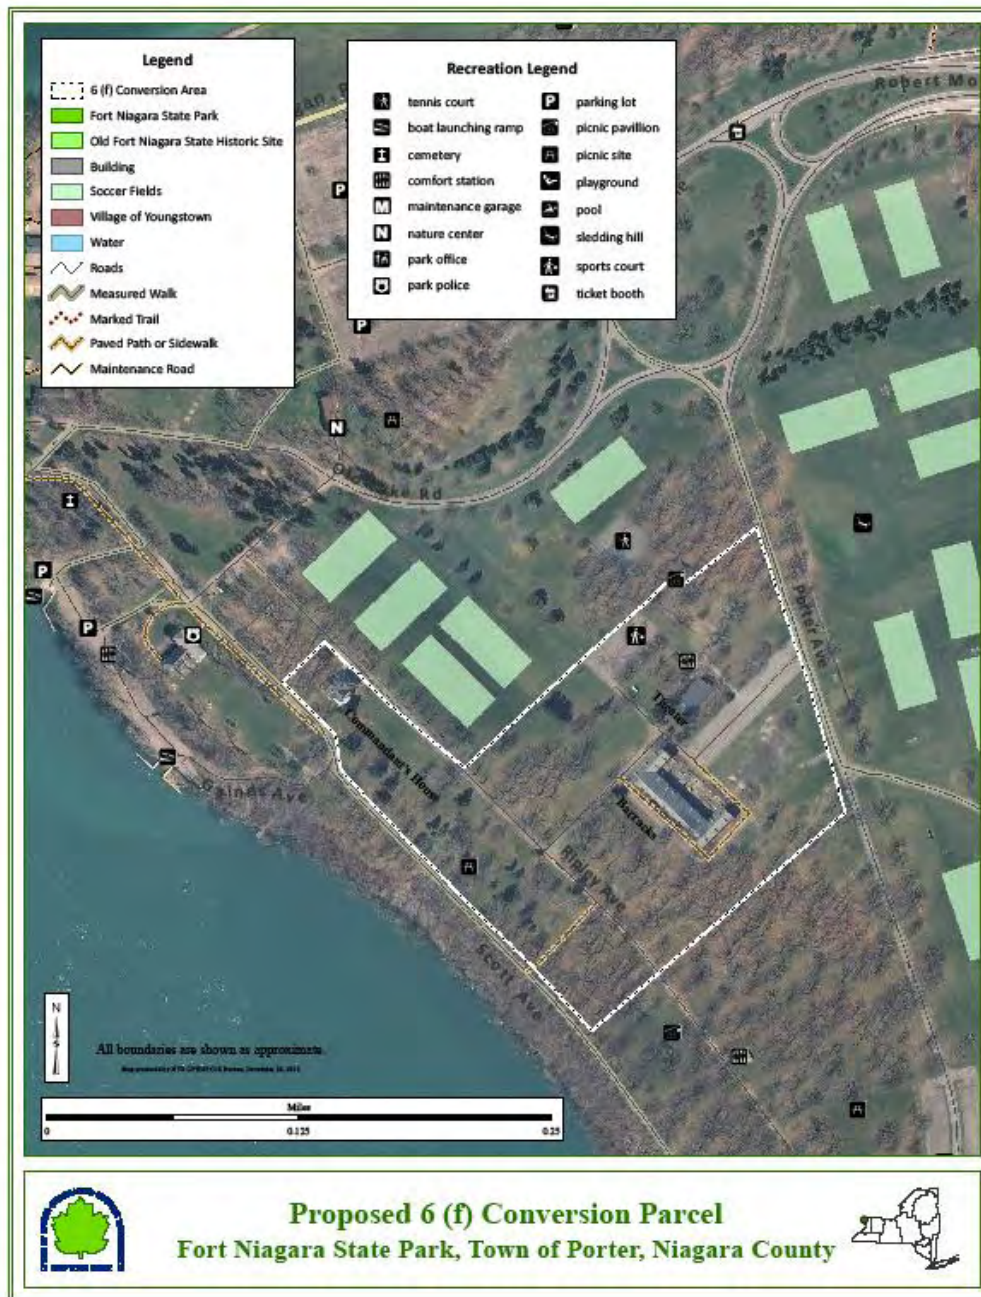 Legend
6 (f) Conversion Area
Fort Niagara State Park
Old Fort Niagara State Historic Site
Building
Soccer Fields
Village of Youngstown
Water
Roads
Measured Walk
Marked Trail
Paved Path or Sidewalk
Maintenance Road
Recreation Legend
tennis court
boat launching ramp
cemetery
comfort station
maintenance garage
nature center
park office
park police
parking lot
picnic pavillion
picnic site
playground
pool
sledding hill
sports court
ticket booth
Robert Mo
P
P
N
Rd
P
P
Porter Ave
Theater
Commandant's House
Barracks
Gaines Ave
Ripley Ave
Scott Ave
N
All boundaries are shown as approximate.
Miles
0 0.125 0.25
Proposed 6 (f) Conversion Parcel
Fort Niagara State Park, Town of Porter, Niagara County